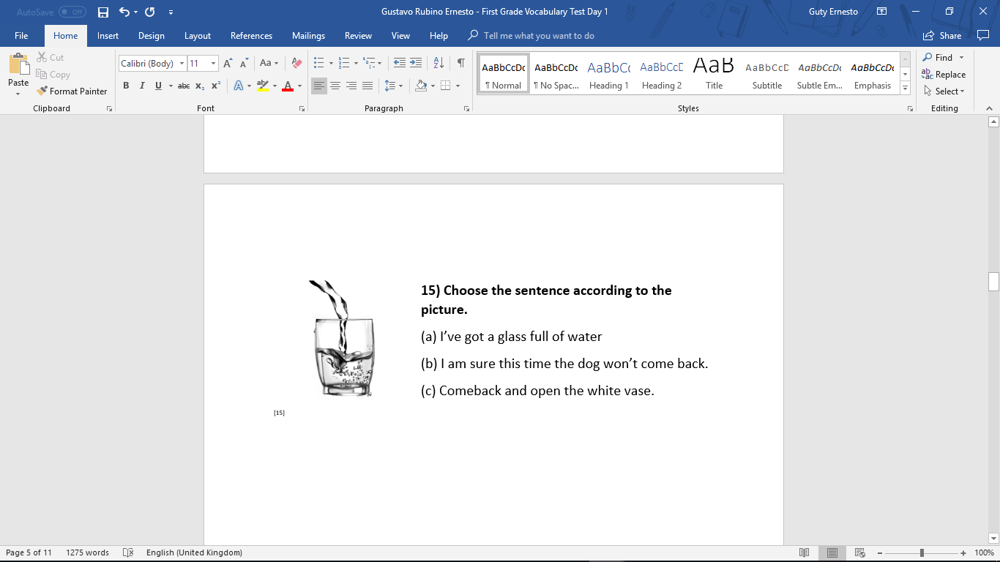 AutoSave Off
Gustavo Rubino Ernesto - First Grade Vocabulary Test Day 1
Guty Ernesto
File Home Insert Design Layout References Mailings Review View Help Tell me what you want to do
Share
Paste
Cut
Copy
Format Painter
Clipboard
Calibri (Body) 11
A A Aa
B I U abc x₂ x² A ab A
Font
Paragraph
AaBbCcDc
¶ Normal
AaBbCcDc
¶ No Spac...
AaBbCc
Heading 1
AaBbCcD
Heading 2
AaB
Title
AaBbCcD
Subtitle
AaBbCcDc
Subtle Em...
AaBbCcDc
Emphasis
Styles
Find
Replace
Select
Editing
15) Choose the sentence according to the
picture.
(a) I’ve got a glass full of water
(b) I am sure this time the dog won’t come back.
(c) Comeback and open the white vase.
[15]
Page 5 of 11 1275 words English (United Kingdom)
100%